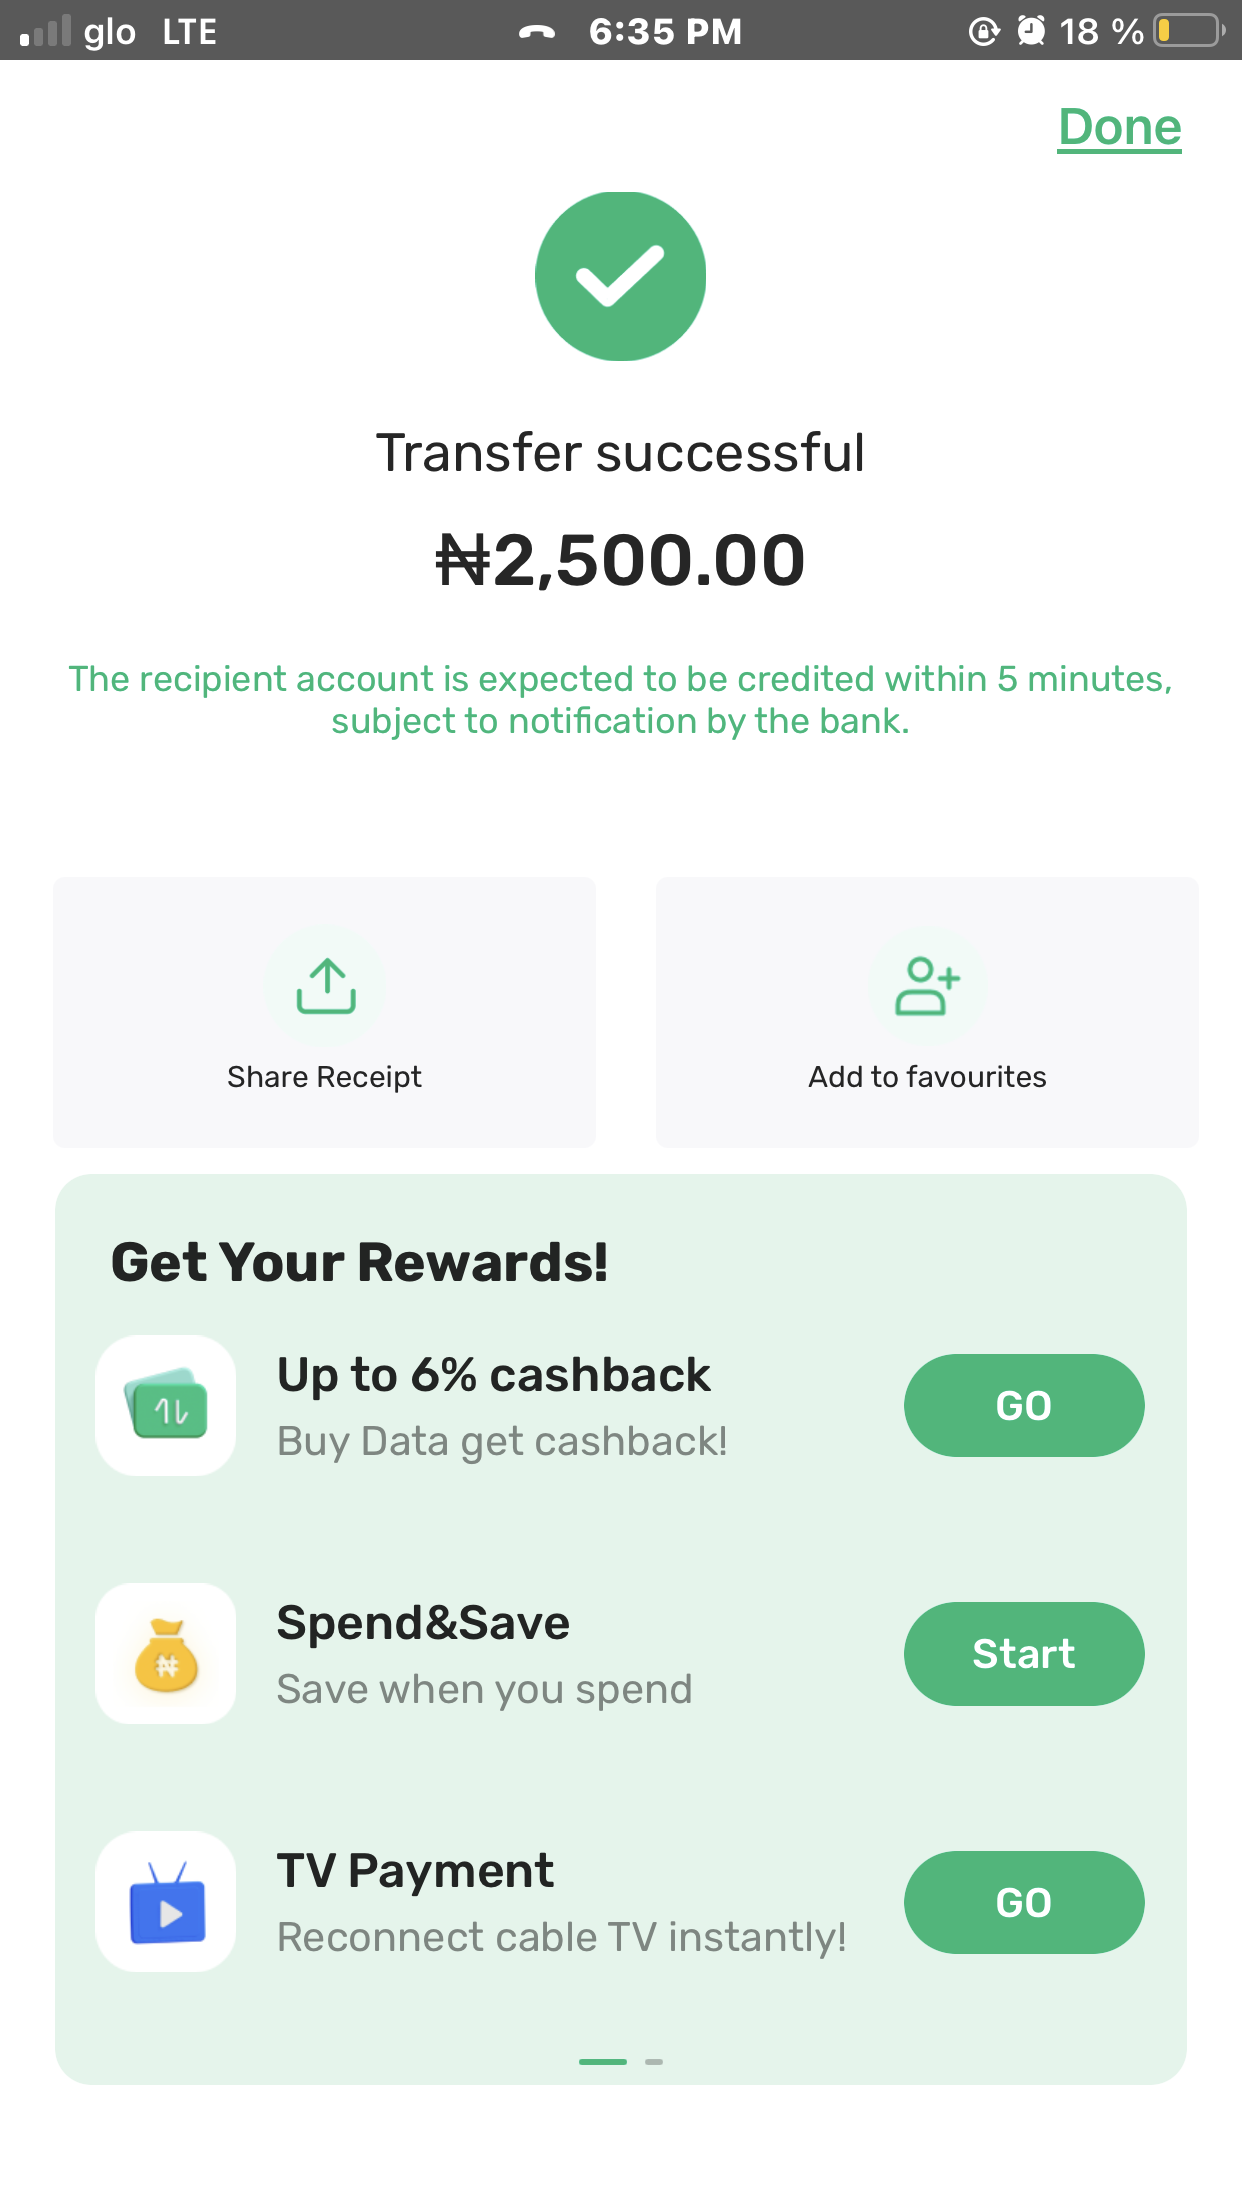 glo LTE 6:35 PM 18 %
Done
Transfer successful
₦2,500.00
The recipient account is expected to be credited within 5 minutes,
subject to notification by the bank.
Share Receipt
Add to favourites
Get Your Rewards!
Up to 6% cashback
Buy Data get cashback!
GO
Spend&Save
Save when you spend
Start
TV Payment
Reconnect cable TV instantly!
GO